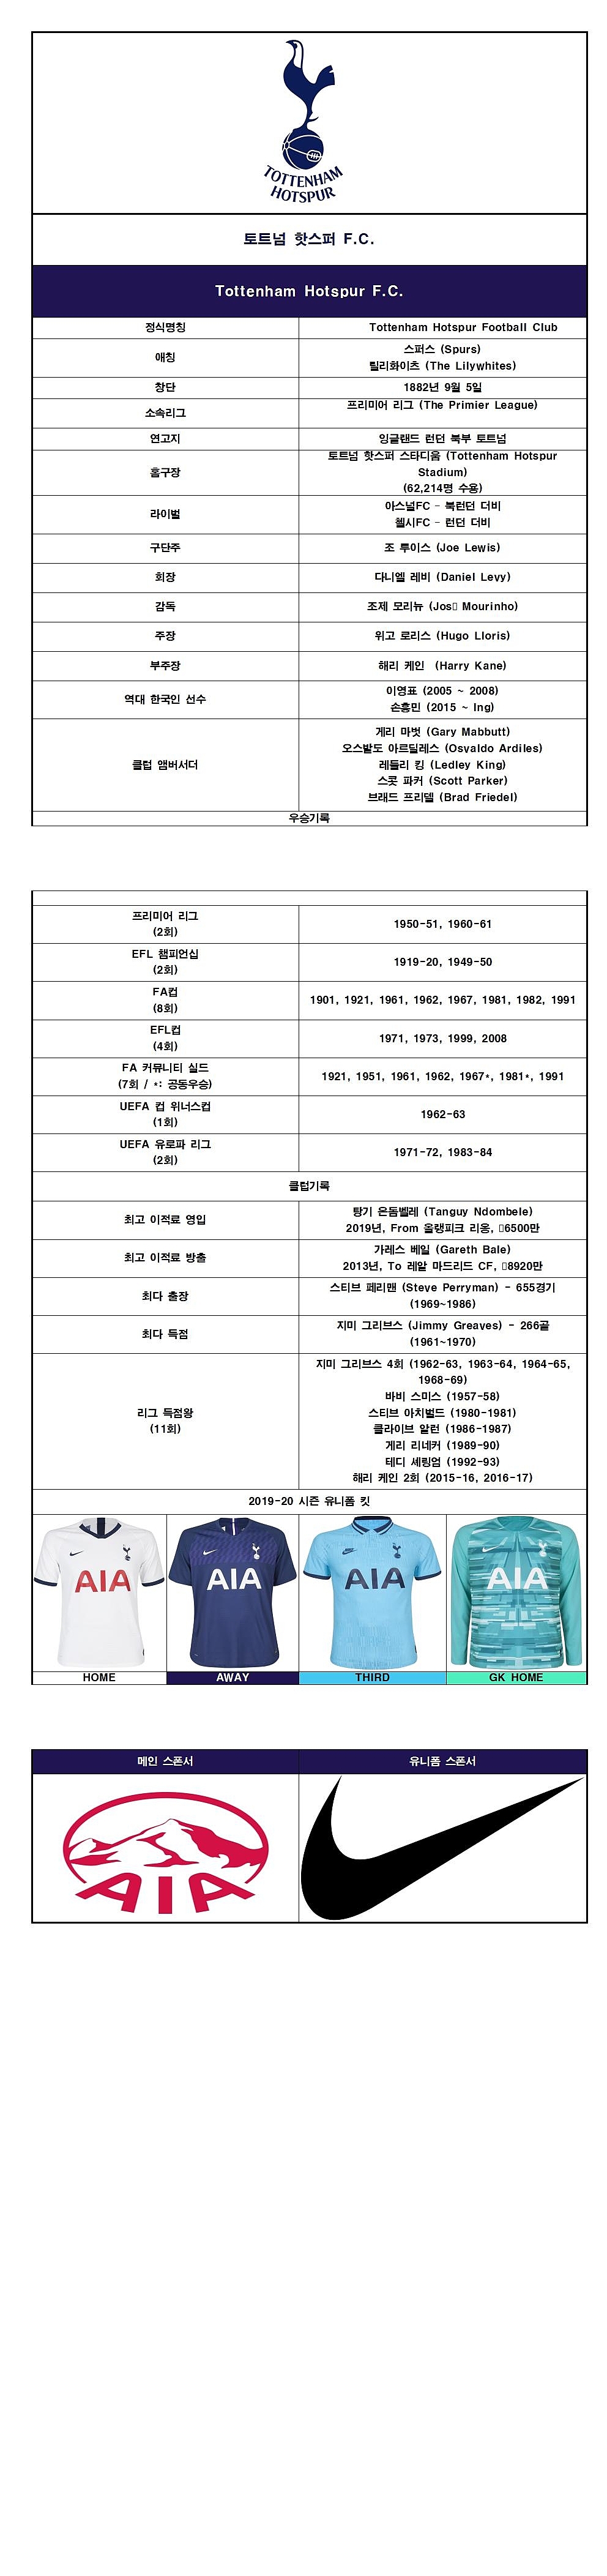 TOTTENHAM
HOTSPUR
토트넘 핫스퍼 F.C.
Tottenham Hotspur F.C.
정식명칭 Tottenham Hotspur Football Club
애칭
스퍼스 (Spurs)
릴리화이츠 (The Lilywhites)
창단 1882년 9월 5일
소속리그 프리미어 리그 (The Primier League)
연고지 잉글랜드 런던 북부 토트넘
홈구장
토트넘 핫스퍼 스타디움 (Tottenham Hotspur
Stadium)
(62,214명 수용)
라이벌
아스널FC - 북런던 더비
첼시FC - 런던 더비
구단주 조 루이스 (Joe Lewis)
회장 다니엘 레비 (Daniel Levy)
감독 조제 모리뉴 (Jos▯ Mourinho)
주장 위고 로리스 (Hugo Lloris)
부주장 해리 케인 (Harry Kane)
역대 한국인 선수
이영표 (2005 ~ 2008)
손흥민 (2015 ~ Ing)
클럽 앰버서더
게리 마벗 (Gary Mabbutt)
오스발도 아르딜레스 (Osvaldo Ardiles)
레들리 킹 (Ledley King)
스콧 파커 (Scott Parker)
브래드 프리델 (Brad Friedel)
우승기록
프리미어 리그
(2회)
1950-51, 1960-61
EFL 챔피언십
(2회)
1919-20, 1949-50
FA컵
(8회)
1901, 1921, 1961, 1962, 1967, 1981, 1982, 1991
EFL컵
(4회)
1971, 1973, 1999, 2008
FA 커뮤니티 실드
(7회 / *: 공동우승)
1921, 1951, 1961, 1962, 1967*, 1981*, 1991
UEFA 컵 위너스컵
(1회)
1962-63
UEFA 유로파 리그
(2회)
1971-72, 1983-84
클럽기록
최고 이적료 영입
탕기 은돔벨레 (Tanguy Ndombele)
2019년, From 올랭피크 리옹, ▯6500만
최고 이적료 방출
가레스 베일 (Gareth Bale)
2013년, To 레알 마드리드 CF, ▯8920만
최다 출장
스티브 페리맨 (Steve Perryman) - 655경기
(1969~1986)
최다 득점
지미 그리브스 (Jimmy Greaves) - 266골
(1961~1970)
리그 득점왕
(11회)
지미 그리브스 4회 (1962-63, 1963-64, 1964-65,
1968-69)
바비 스미스 (1957-58)
스티브 아치벌드 (1980-1981)
클라이브 알런 (1986-1987)
게리 리네커 (1989-90)
테디 셰링엄 (1992-93)
해리 케인 2회 (2015-16, 2016-17)
2019-20 시즌 유니폼 킷
AIA AIA AIA AIA
HOME AWAY THIRD GK HOME
메인 스폰서 유니폼 스폰서
AIA